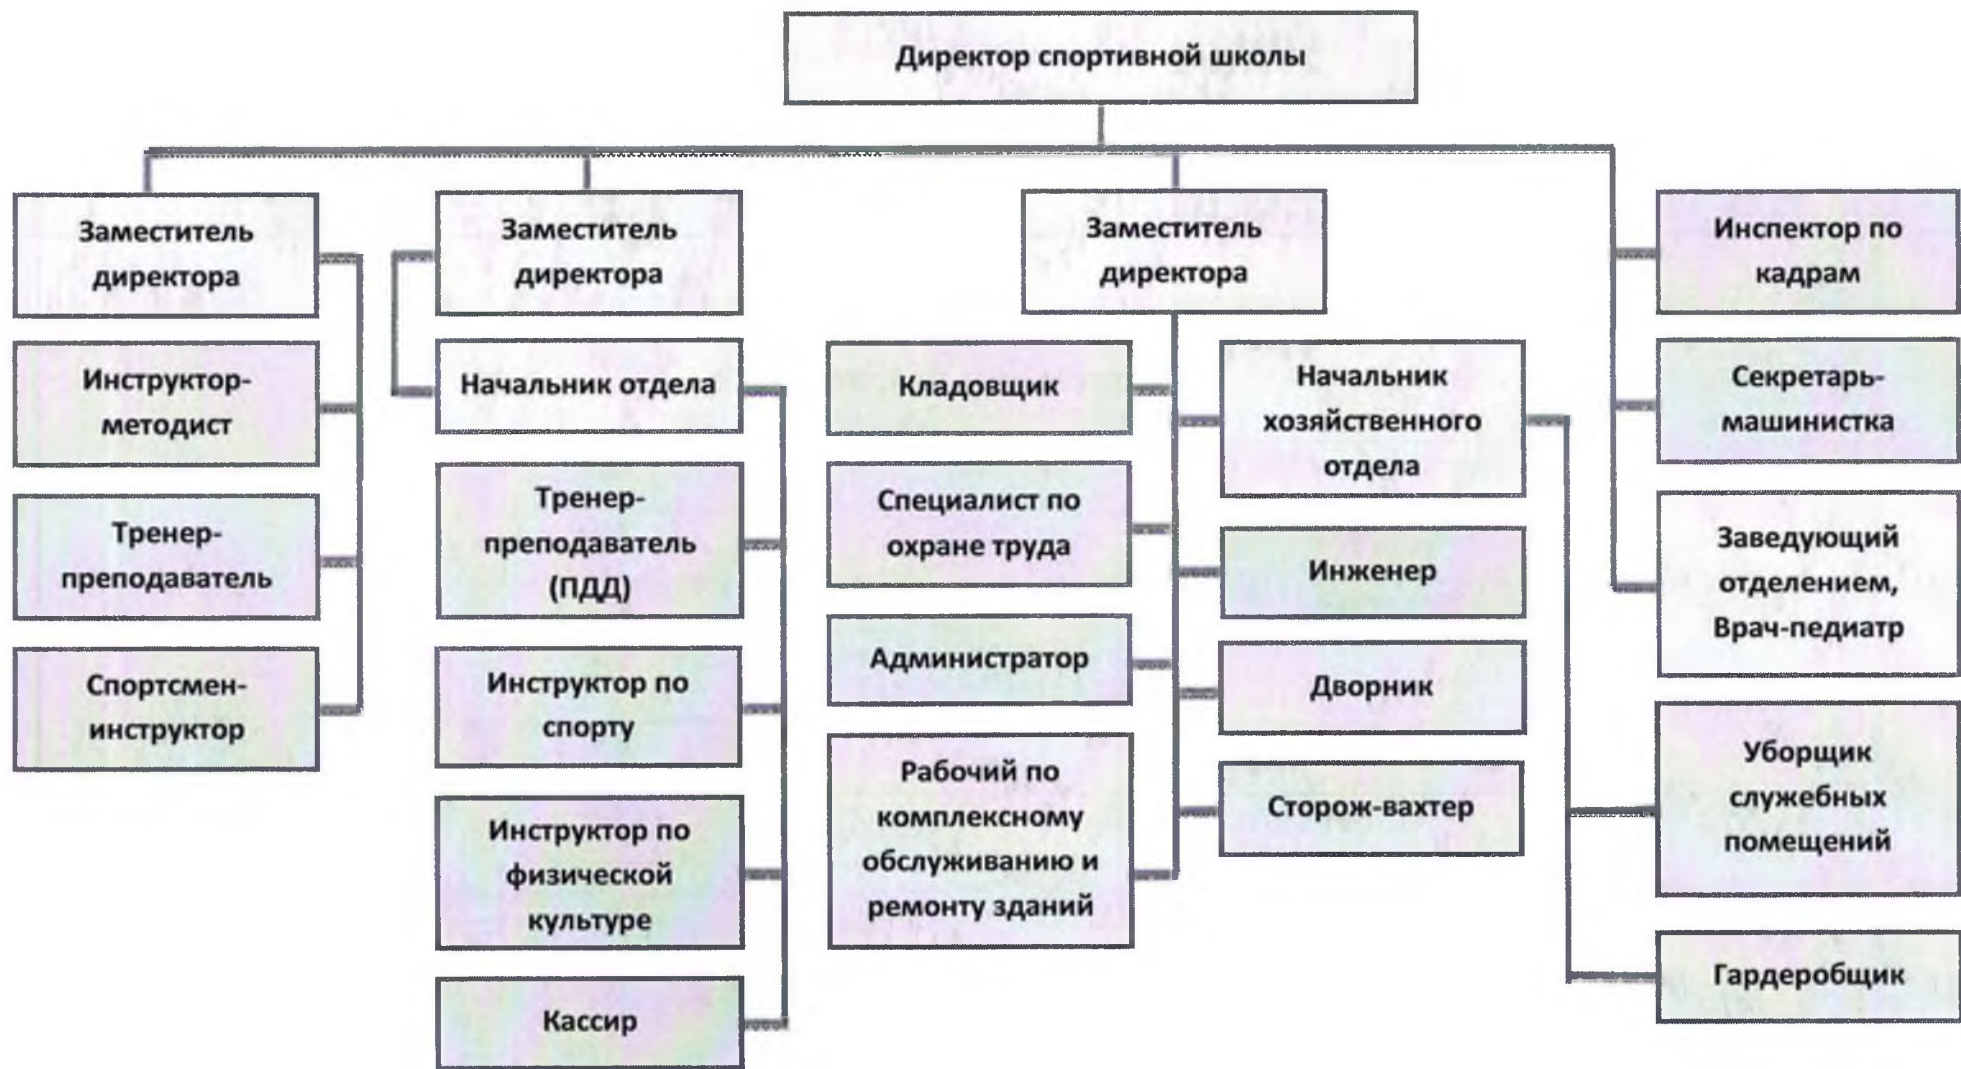 Директор спортивной школы
Заместитель
директора
Инструктор-
методист
Тренер-
преподаватель
Спортсмен-
инструктор
Заместитель
директора
Начальник отдела
Тренер-
преподаватель
(ПДД)
Инструктор по
спорту
Инструктор по
физической
культуре
Кассир
Заместитель
директора
Кладовщик
Специалист по
охране труда
Администратор
Рабочий по
комплексному
обслуживанию и
ремонту зданий
Начальник
хозяйственного
отдела
Инженер
Дворник
Сторож-вахтер
Инспектор по
кадрам
Секретарь-
машинистка
Заведующий
отделением,
Врач-педиатр
Уборщик
служебных
помещений
Гардеробщик